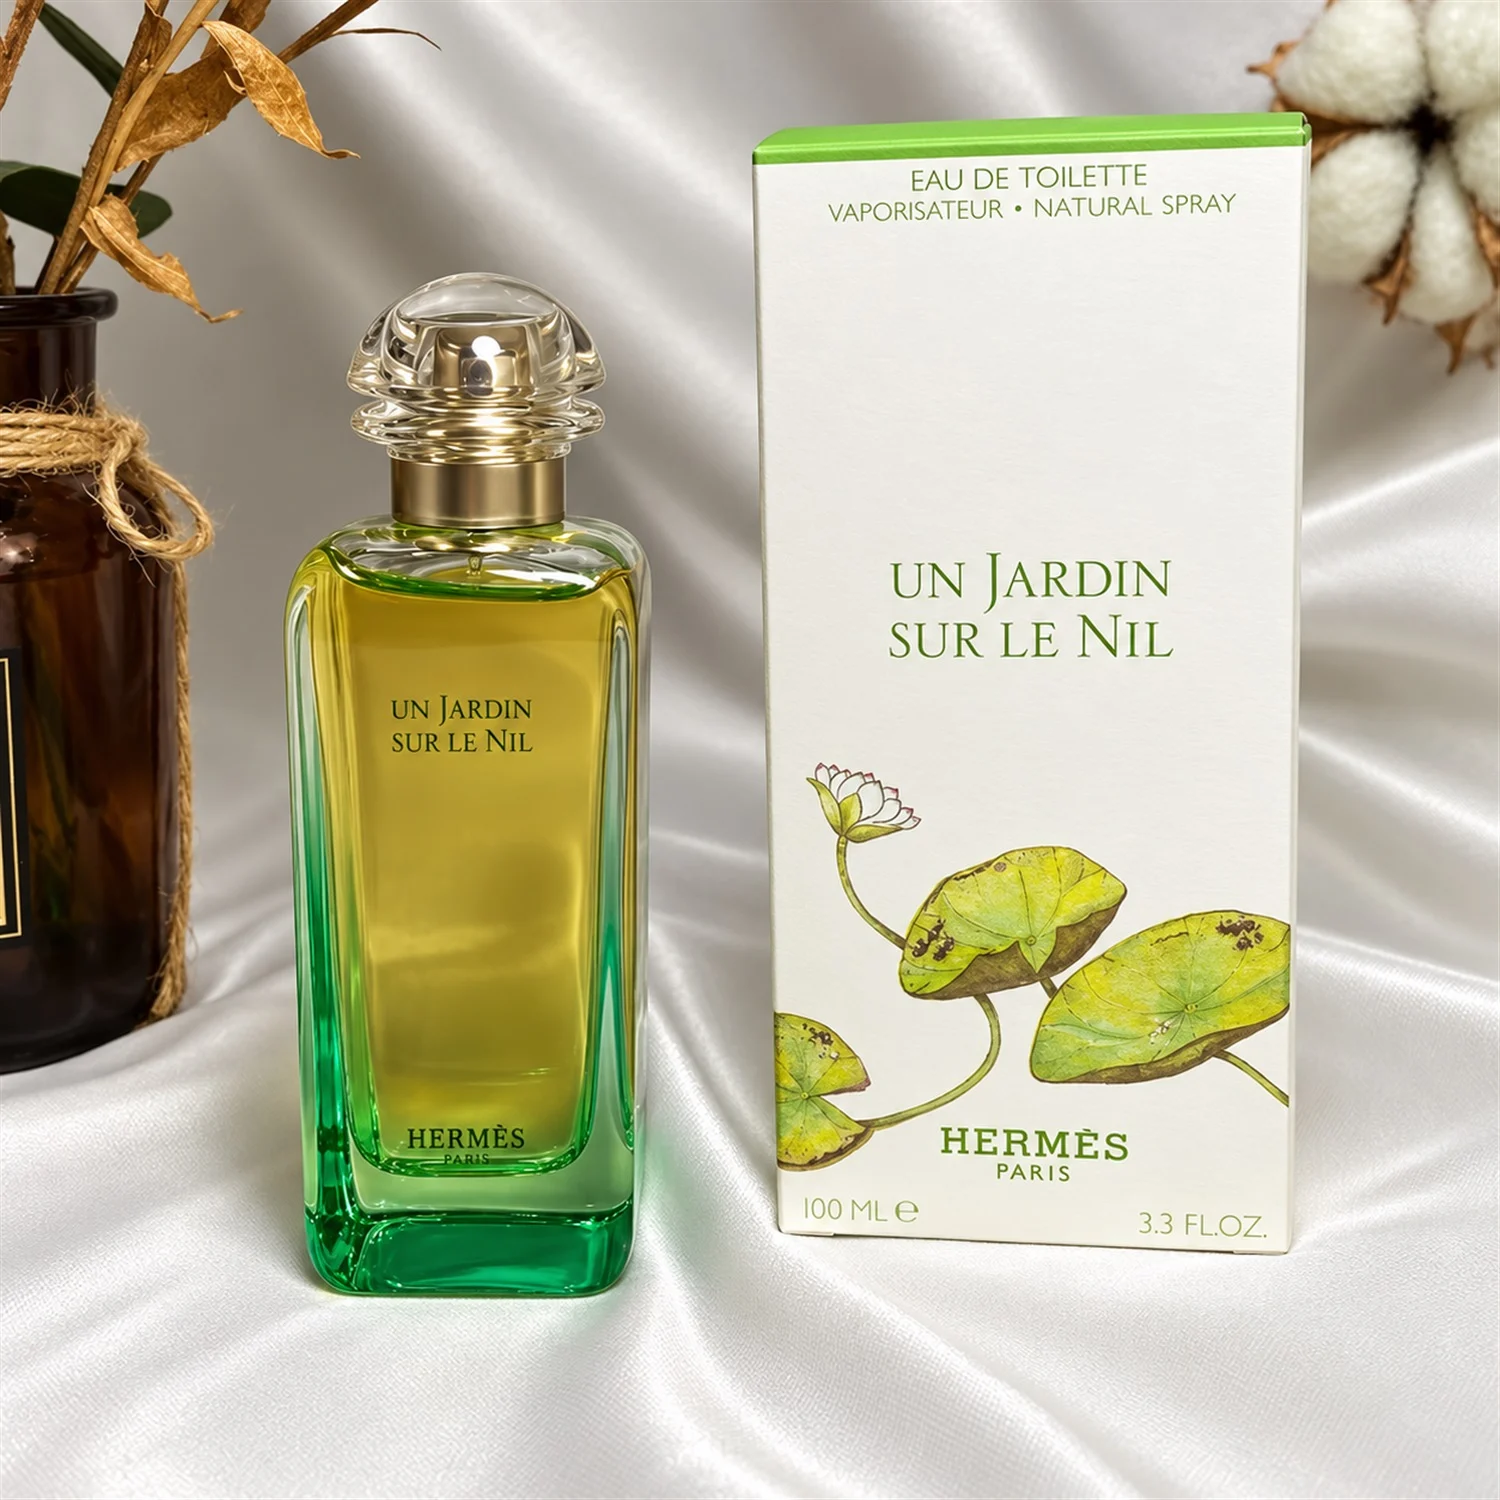 UN JARDIN
SUR LE NIL
HERMÈS
PARIS
EAU DE TOILETTE
VAPORISATEUR • NATURAL SPRAY
UN JARDIN
SUR LE NIL
HERMÈS
PARIS
100 ML ℮
3.3 FL.OZ.